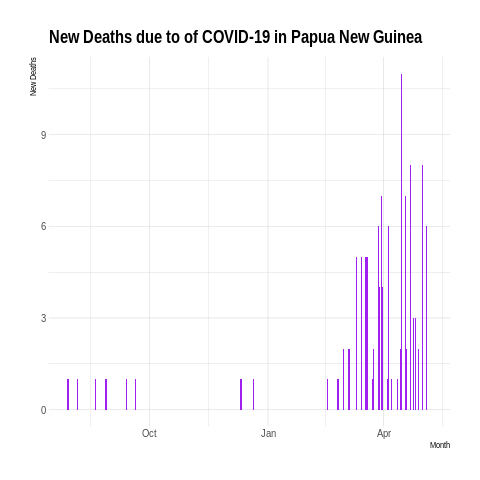 New Deaths due to of COVID-19 in Papua New Guinea
New Deaths
9
6
3
0
Oct
Jan
Apr
Month